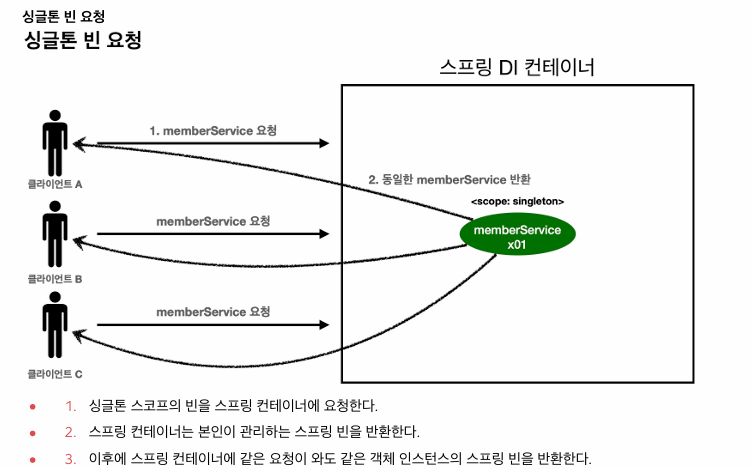 싱글톤 빈 요청
싱글톤 빈 요청
스프링 DI 컨테이너
1. memberService 요청
2. 동일한 memberService 반환
클라이언트 A
<scope: singleton>
memberService 요청
memberService
x01
클라이언트 B
memberService 요청
클라이언트 C
• 1. 싱글톤 스코프의 빈을 스프링 컨테이너에 요청한다.
• 2. 스프링 컨테이너는 본인이 관리하는 스프링 빈을 반환한다.
• 3. 이후에 스프링 컨테이너에 같은 요청이 와도 같은 객체 인스턴스의 스프링 빈을 반환한다.